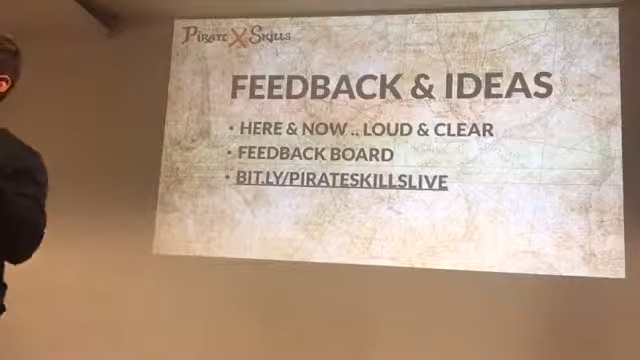 PIRATE X SKILLS
FEEDBACK & IDEAS
• HERE & NOW .. LOUD & CLEAR
• FEEDBACK BOARD
• BIT.LY/PIRATESKILLSLIVE